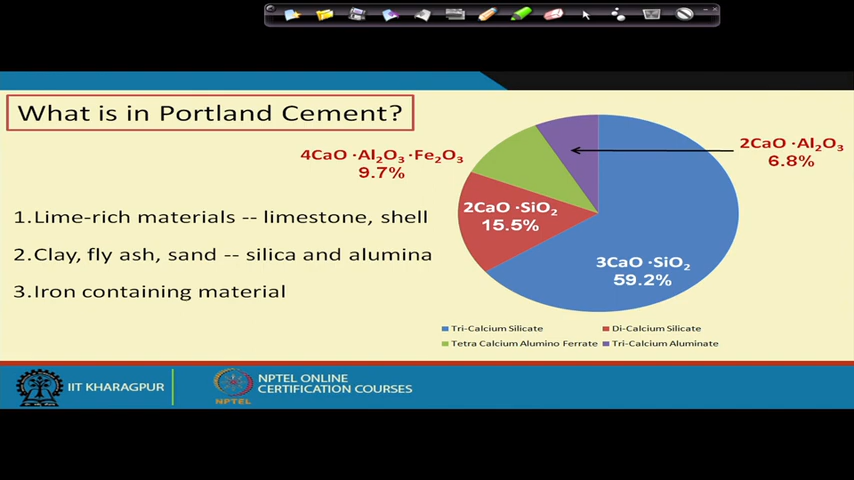 What is in Portland Cement?
4CaO ·Al₂O₃ ·Fe₂O₃
9.7%
2CaO ·Al₂O₃
6.8%
2CaO ·SiO₂
15.5%
3CaO ·SiO₂
59.2%
1.Lime-rich materials -- limestone, shell
2.Clay, fly ash, sand -- silica and alumina
3.Iron containing material
Tri-Calcium Silicate
Di-Calcium Silicate
Tetra Calcium Alumino Ferrate
Tri-Calcium Aluminate
IIT KHARAGPUR
NPTEL
NPTEL ONLINE
CERTIFICATION COURSES